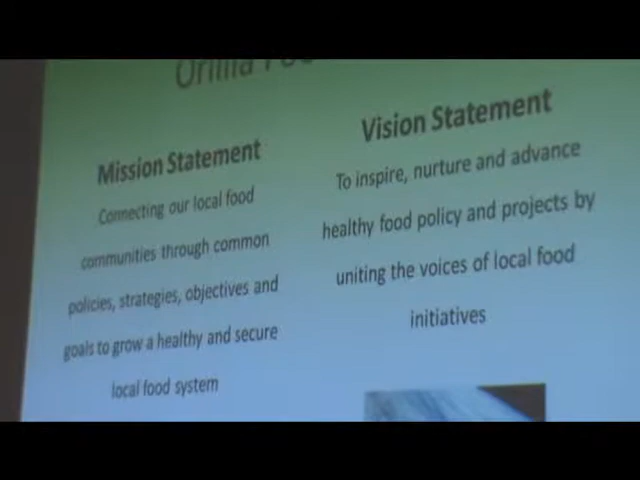 Orillia
Mission Statement
Connecting our local food
communities through common
policies, strategies, objectives and
goals to grow a healthy and secure
local food system
Vision Statement
To inspire, nurture and advance
healthy food policy and projects by
uniting the voices of local food
initiatives